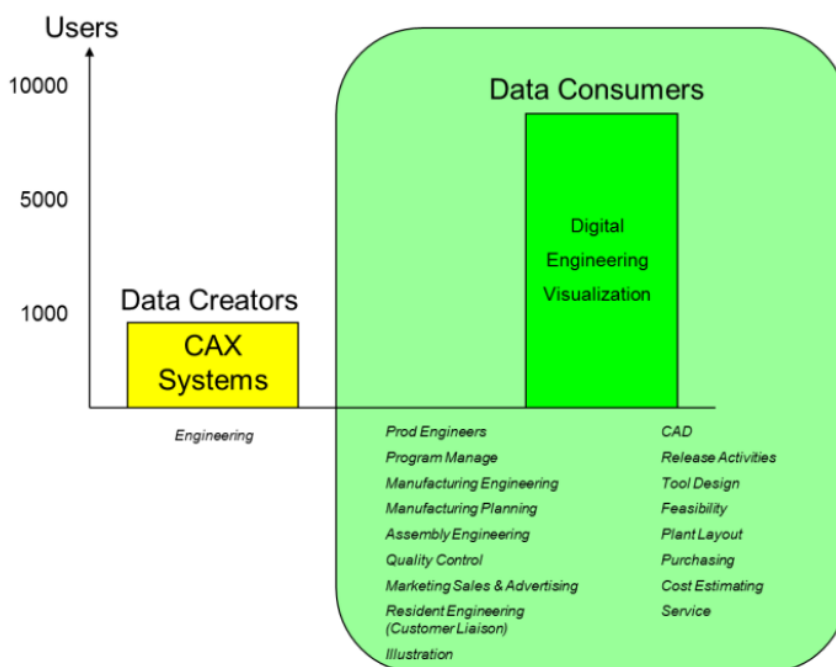 Users
10000
5000
1000
Data Creators
CAX
Systems
Engineering
Data Consumers
Digital
Engineering
Visualization
Prod Engineers
Program Manage
Manufacturing Engineering
Manufacturing Planning
Assembly Engineering
Quality Control
Marketing Sales & Advertising
Resident Engineering
(Customer Liaison)
Illustration
CAD
Release Activities
Tool Design
Feasibility
Plant Layout
Purchasing
Cost Estimating
Service